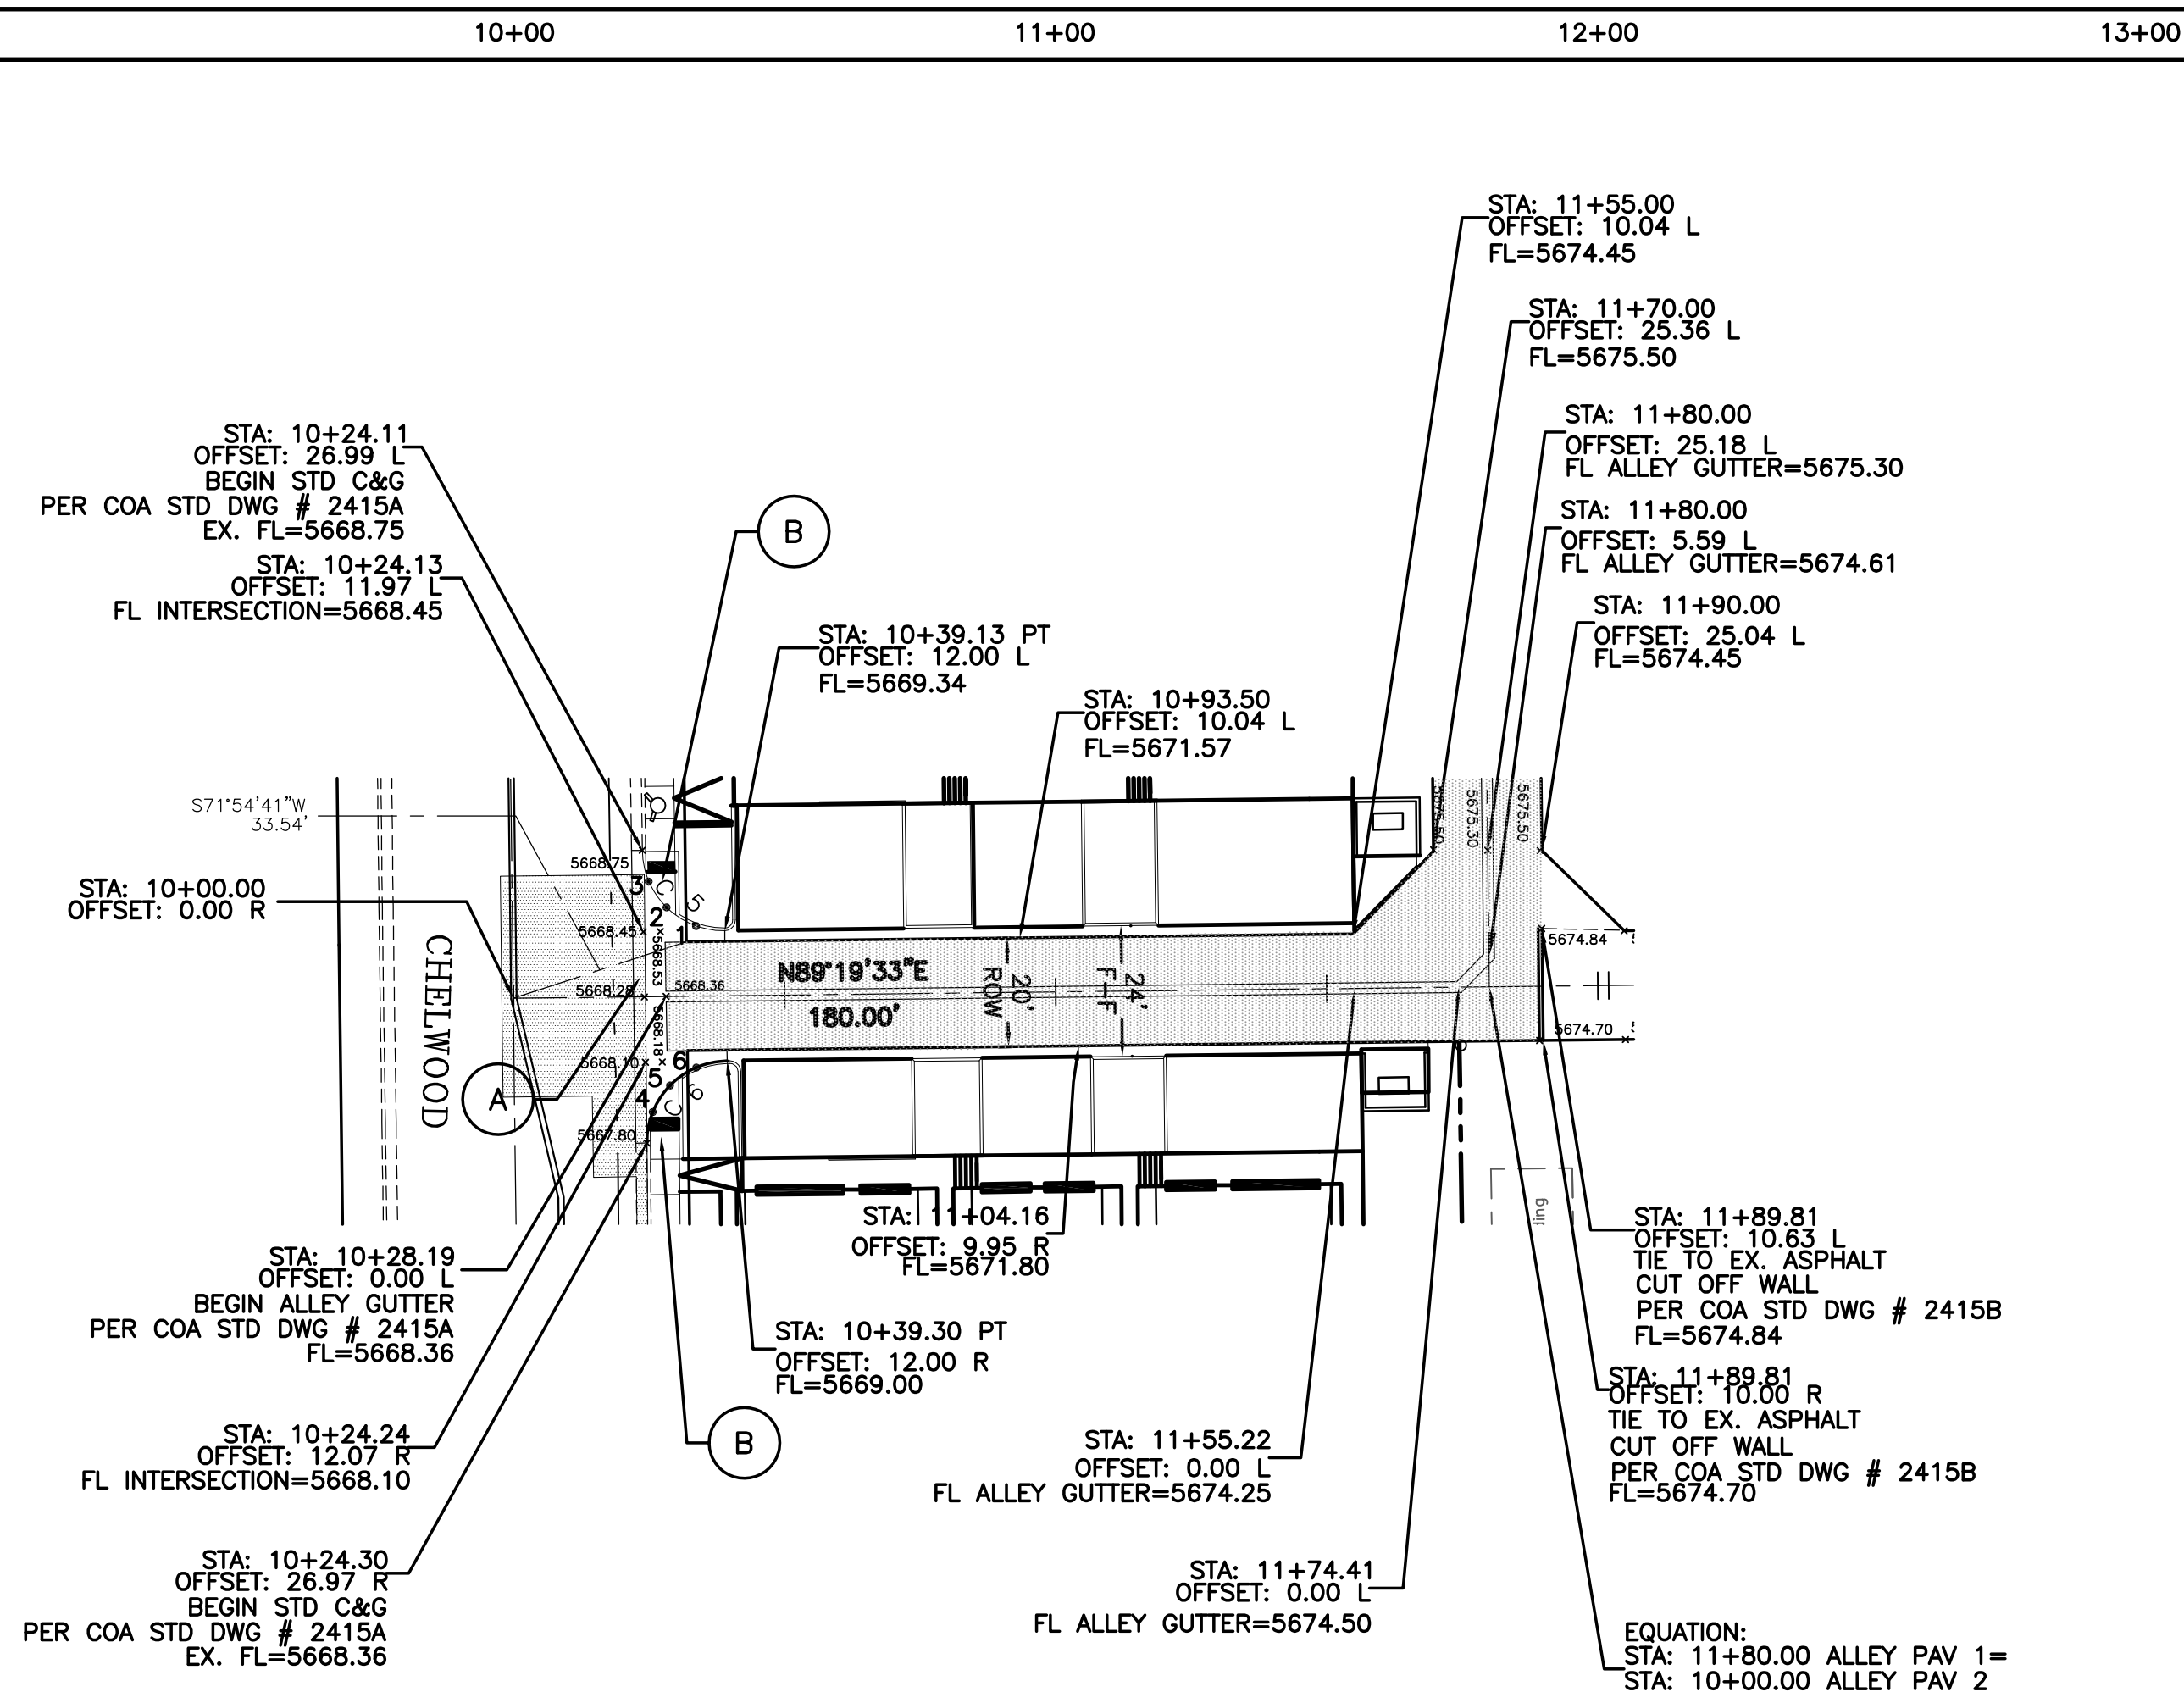 10+00 11+00 12+00 13+00
STA: 11+55.00
OFFSET: 10.04 L
FL=5674.45
STA: 11+70.00
OFFSET: 25.36 L
FL=5675.50
STA: 11+80.00
OFFSET: 25.18 L
FL ALLEY GUTTER=5675.30
STA: 11+80.00
OFFSET: 5.59 L
FL ALLEY GUTTER=5674.61
STA: 11+90.00
OFFSET: 25.04 L
FL=5674.45
STA: 10+24.11
OFFSET: 26.99 L
BEGIN STD C&G
PER COA STD DWG # 2415A
EX. FL=5668.75
STA: 10+24.13
OFFSET: 11.97 L
FL INTERSECTION=5668.45
B
STA: 10+39.13 PT
OFFSET: 12.00 L
FL=5669.34
STA: 10+93.50
OFFSET: 10.04 L
FL=5671.57
S71°54'41"W
33.54'
STA: 10+00.00
OFFSET: 0.00 R
CHELWOOD
A
5668.75
3
C
5
2
1
5668.45
5668.53
5668.28
5668.36
5668.18
5668.10
6
5
4
C
6
5667.80
N89°19'33"E
180.00'
20'
ROW
24'
F-F
5675.50
5675.30
5675.50
5674.84
5674.70
STA: 10+28.19
OFFSET: 0.00 L
BEGIN ALLEY GUTTER
PER COA STD DWG # 2415A
FL=5668.36
STA: 10+24.24
OFFSET: 12.07 R
FL INTERSECTION=5668.10
STA: 10+24.30
OFFSET: 26.97 R
BEGIN STD C&G
PER COA STD DWG # 2415A
EX. FL=5668.36
STA: 11+04.16
OFFSET: 9.95 R
FL=5671.80
STA: 10+39.30 PT
OFFSET: 12.00 R
FL=5669.00
B
STA: 11+55.22
OFFSET: 0.00 L
FL ALLEY GUTTER=5674.25
STA: 11+74.41
OFFSET: 0.00 L
FL ALLEY GUTTER=5674.50
STA: 11+89.81
OFFSET: 10.63 L
TIE TO EX. ASPHALT
CUT OFF WALL
PER COA STD DWG # 2415B
FL=5674.84
STA: 11+89.81
OFFSET: 10.00 R
TIE TO EX. ASPHALT
CUT OFF WALL
PER COA STD DWG # 2415B
FL=5674.70
EQUATION:
STA: 11+80.00 ALLEY PAV 1=
STA: 10+00.00 ALLEY PAV 2